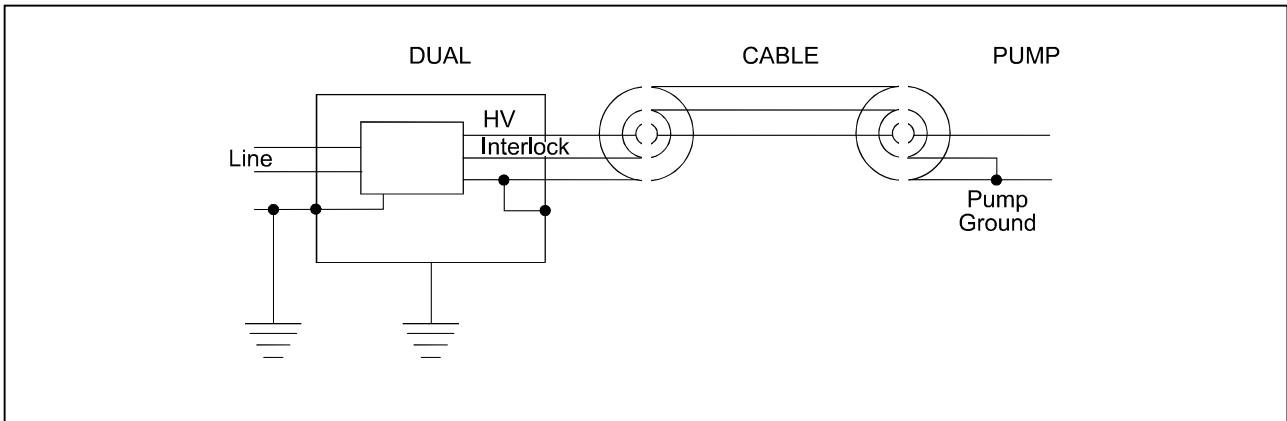 DUAL
CABLE
PUMP
HV
Interlock
Line
Pump
Ground